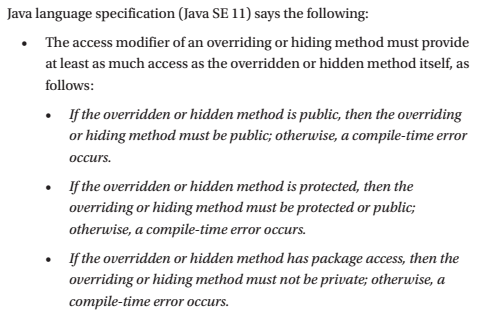 Java language specification (Java SE 11) says the following:
• The access modifier of an overriding or hiding method must provide
at least as much access as the overridden or hidden method itself, as
follows:
• If the overridden or hidden method is public, then the overriding
or hiding method must be public; otherwise, a compile-time error
occurs.
• If the overridden or hidden method is protected, then the
overriding or hiding method must be protected or public;
otherwise, a compile-time error occurs.
• If the overridden or hidden method has package access, then the
overriding or hiding method must not be private; otherwise, a
compile-time error occurs.